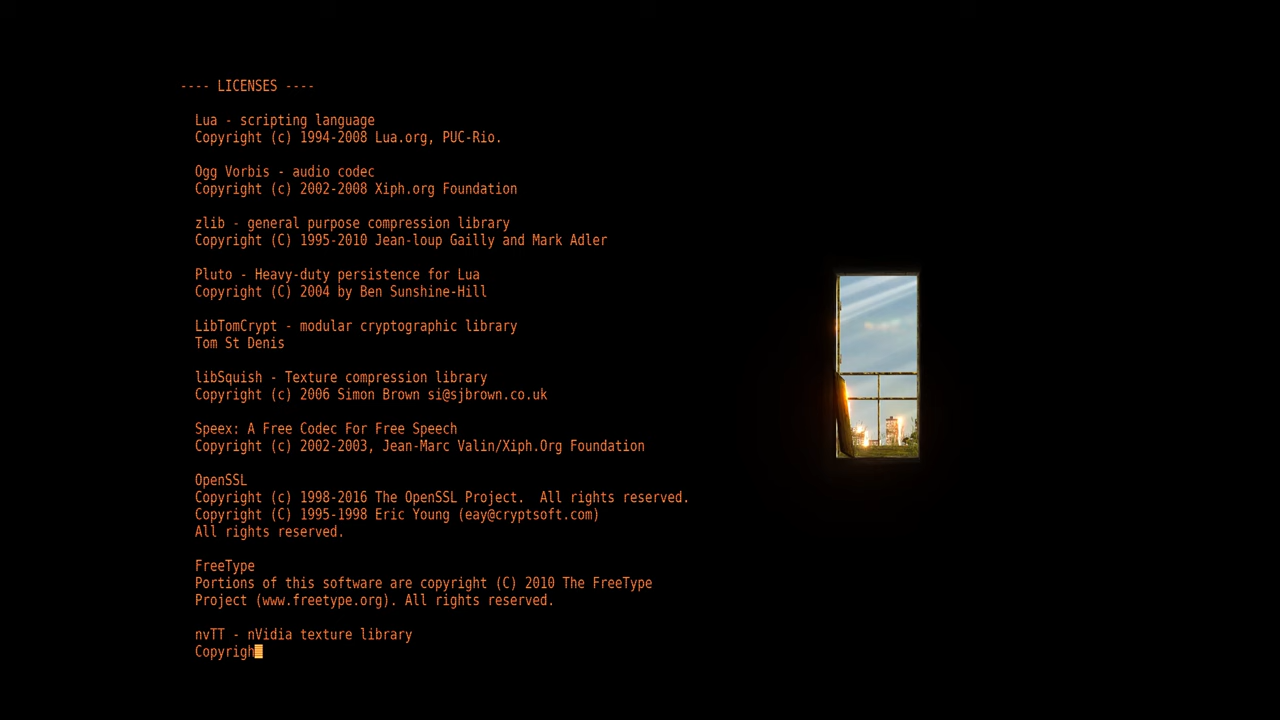 ---- LICENSES ----
Lua - scripting language
Copyright (c) 1994-2008 Lua.org, PUC-Rio.
Ogg Vorbis - audio codec
Copyright (c) 2002-2008 Xiph.org Foundation
zlib - general purpose compression library
Copyright (C) 1995-2010 Jean-loup Gailly and Mark Adler
Pluto - Heavy-duty persistence for Lua
Copyright (C) 2004 by Ben Sunshine-Hill
LibTomCrypt - modular cryptographic library
Tom St Denis
libSquish - Texture compression library
Copyright (c) 2006 Simon Brown si@sjbrown.co.uk
Speex: A Free Codec For Free Speech
Copyright (c) 2002-2003, Jean-Marc Valin/Xiph.Org Foundation
OpenSSL
Copyright (c) 1998-2016 The OpenSSL Project.  All rights reserved.
Copyright (C) 1995-1998 Eric Young (eay@cryptsoft.com)
All rights reserved.
FreeType
Portions of this software are copyright (C) 2010 The FreeType
Project (www.freetype.org). All rights reserved.
nvTT - nVidia texture library
Copyrigh